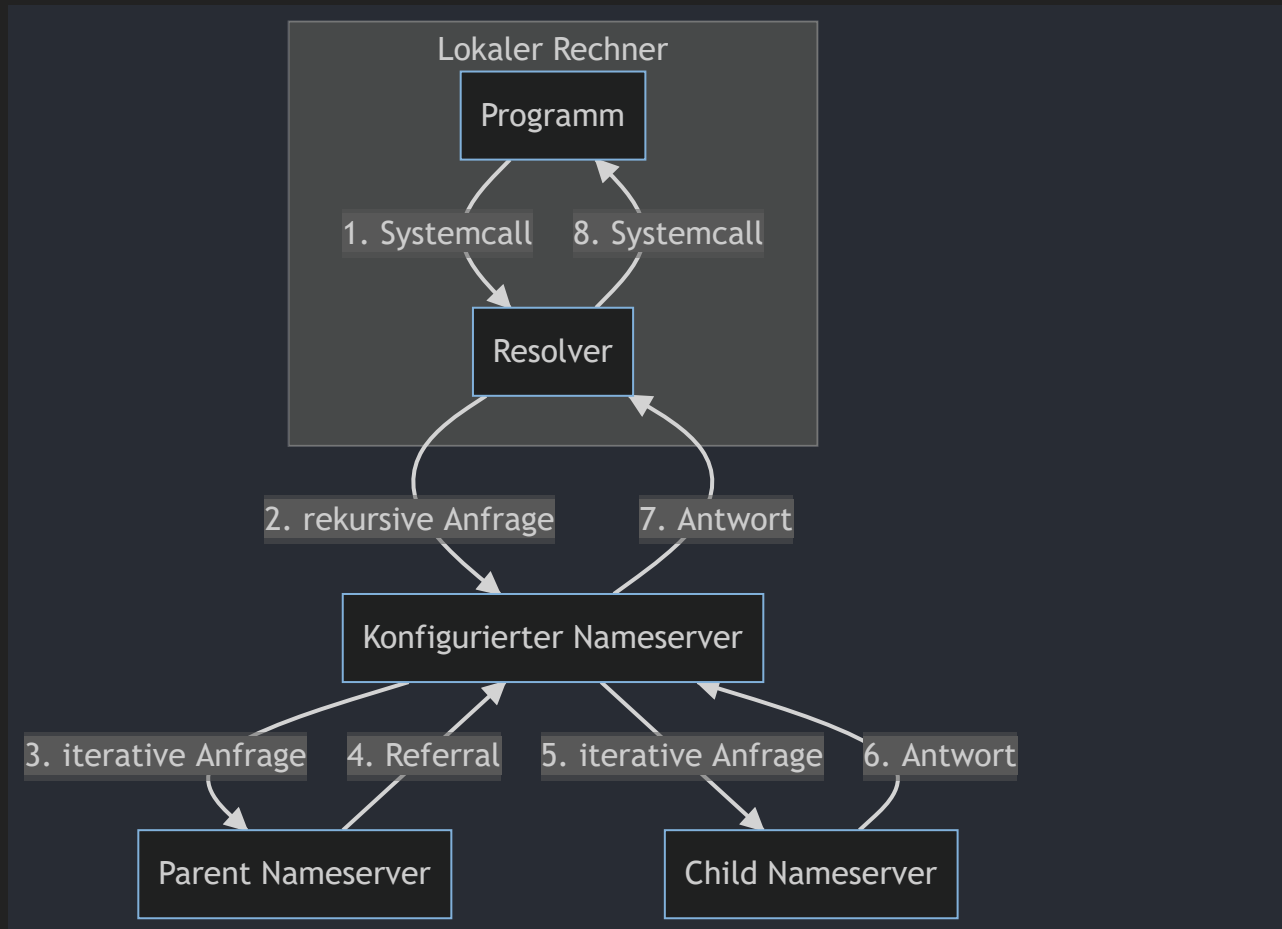 Lokaler Rechner
Programm
1. Systemcall
8. Systemcall
Resolver
2. rekursive Anfrage
7. Antwort
Konfigurierter Nameserver
3. iterative Anfrage
4. Referral
5. iterative Anfrage
6. Antwort
Parent Nameserver
Child Nameserver